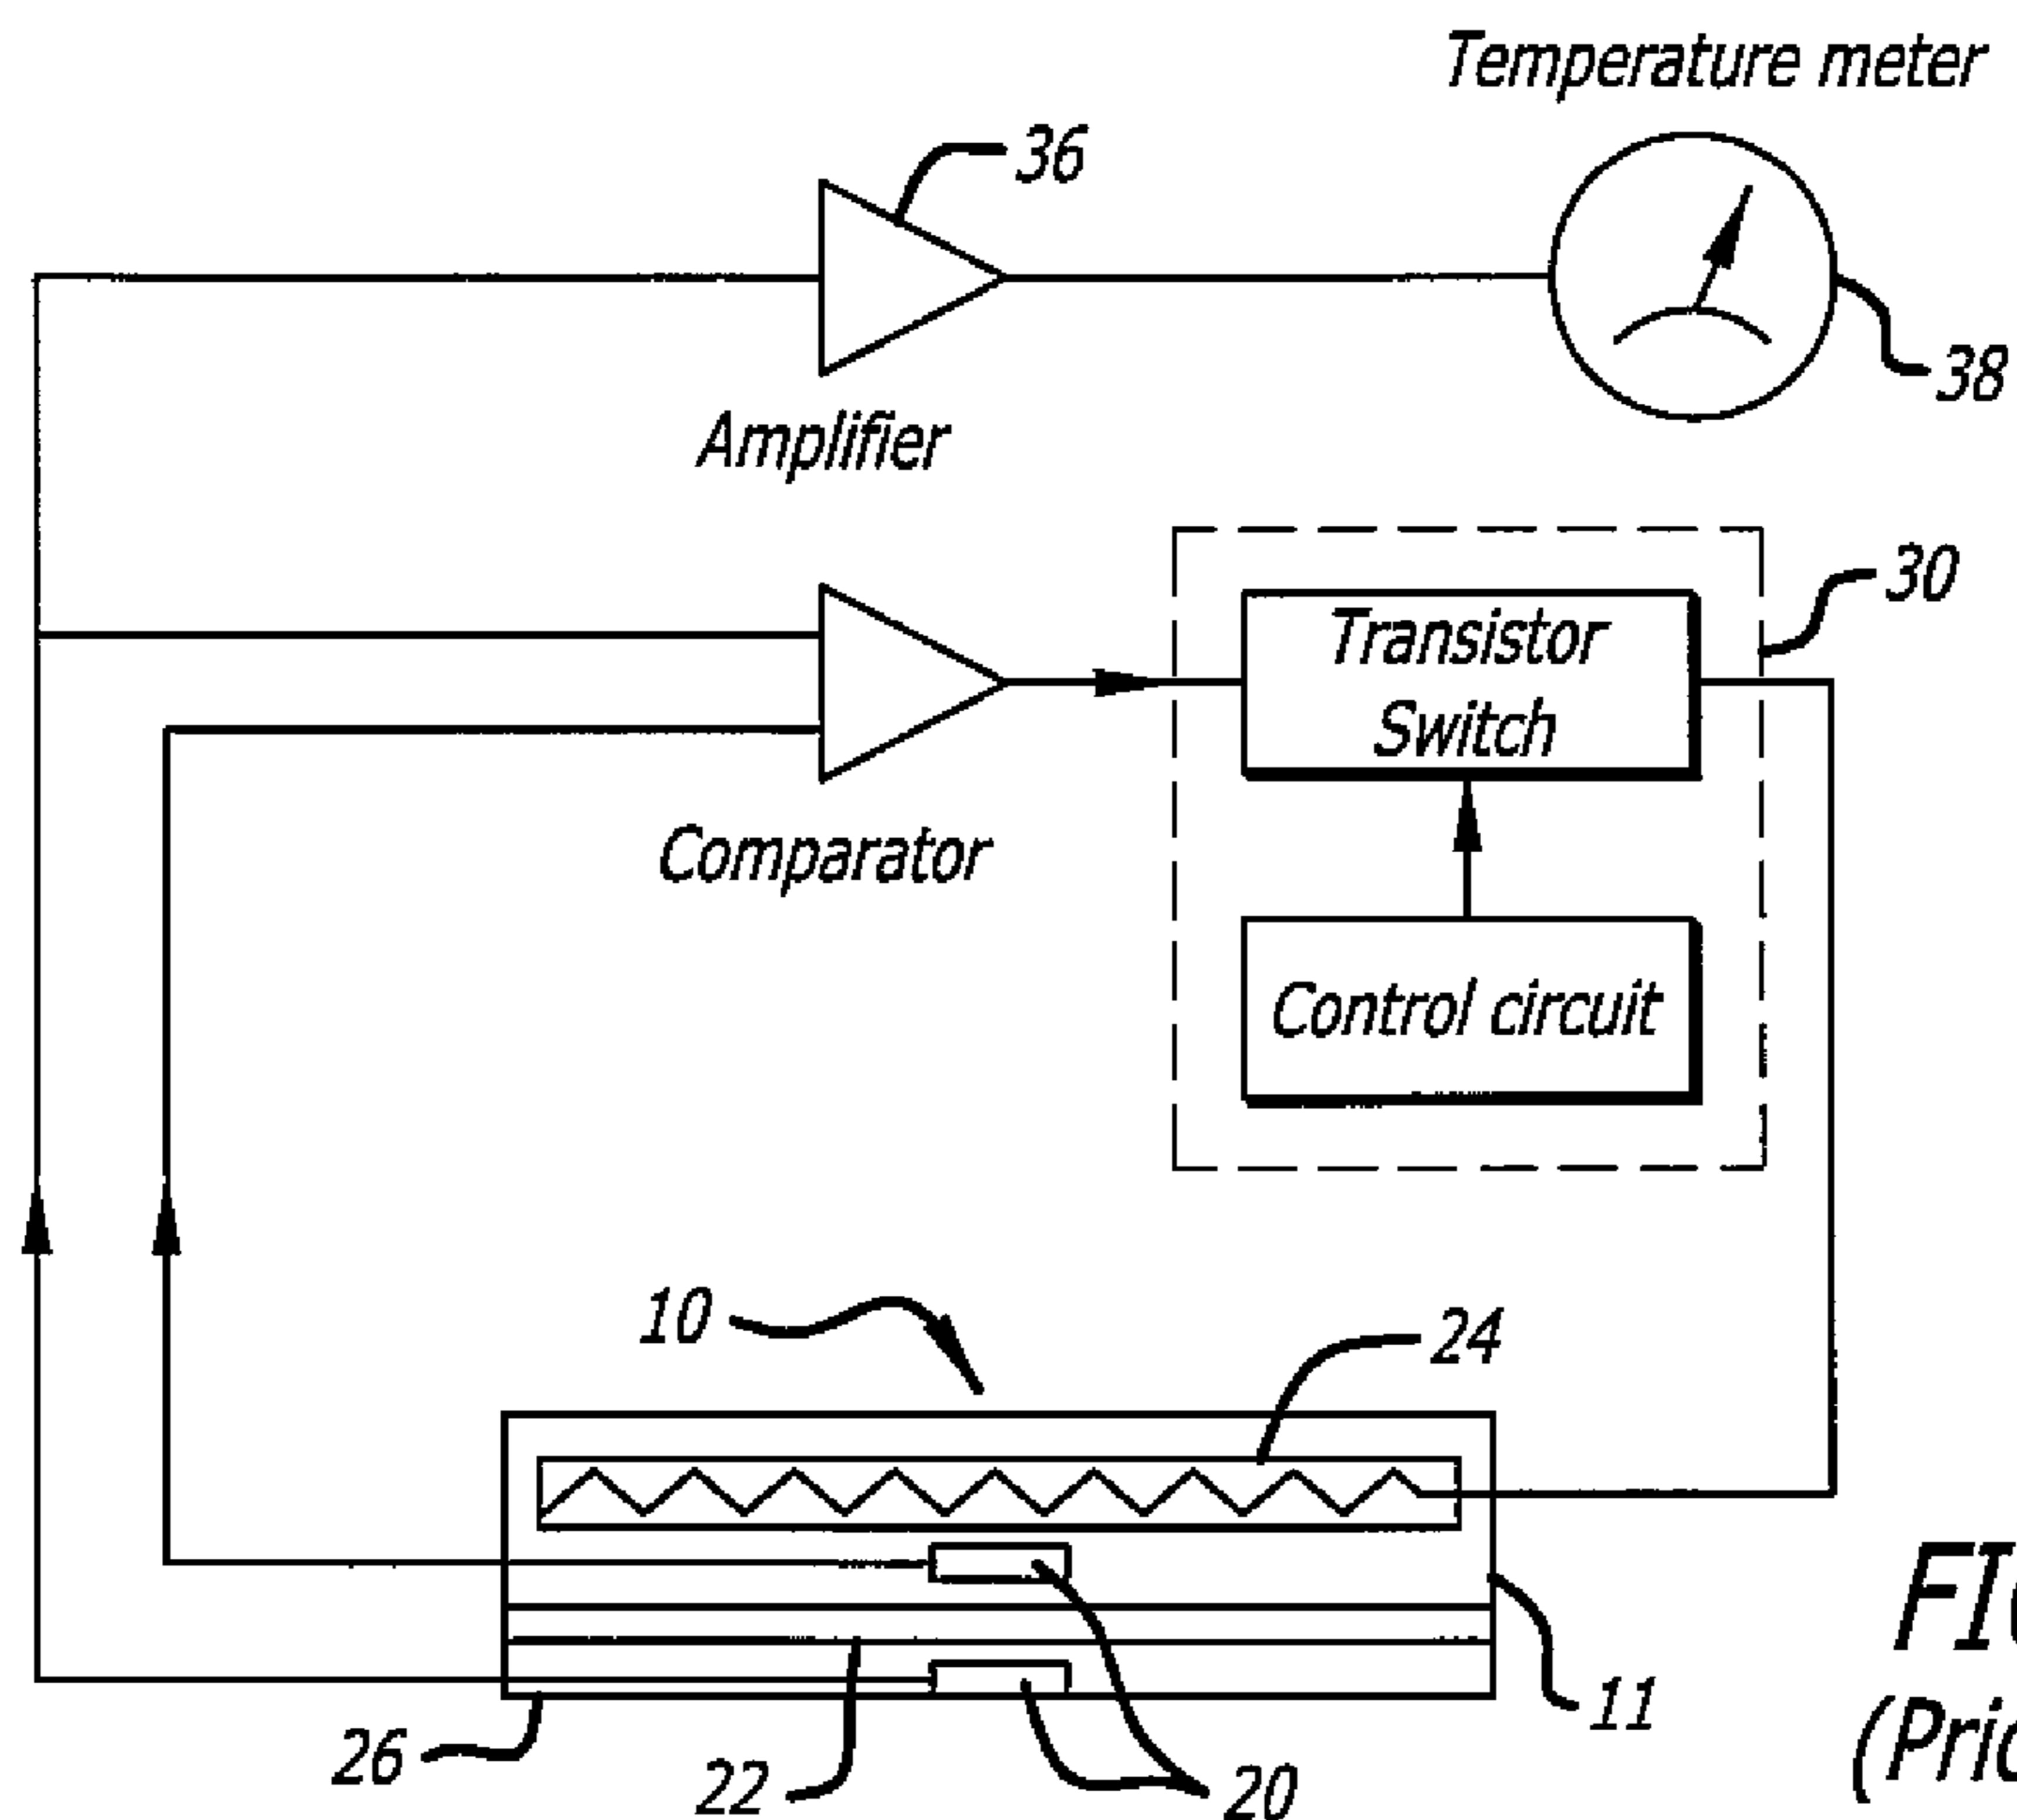 Temperature meter
36
38
Amplifier
30
Transistor
Switch
Comparator
Control circuit
10
24
11
26
22
20